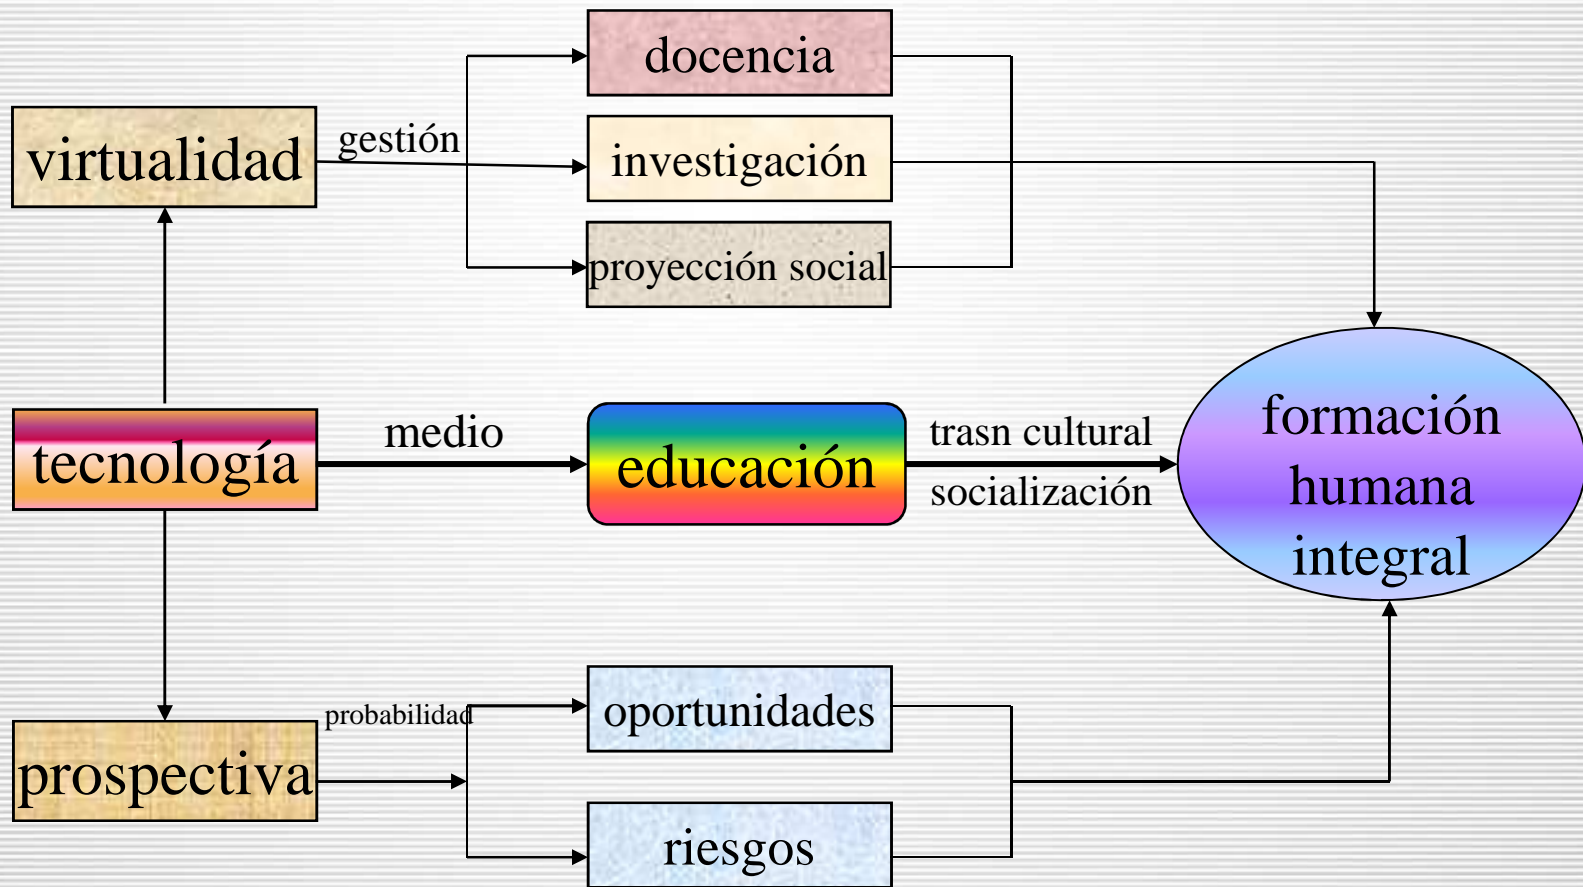 docencia
virtualidad
gestión
investigación
proyección social
tecnología
medio
educación
trasn cultural
socialización
formación
humana
integral
prospectiva
probabilidad
oportunidades
riesgos